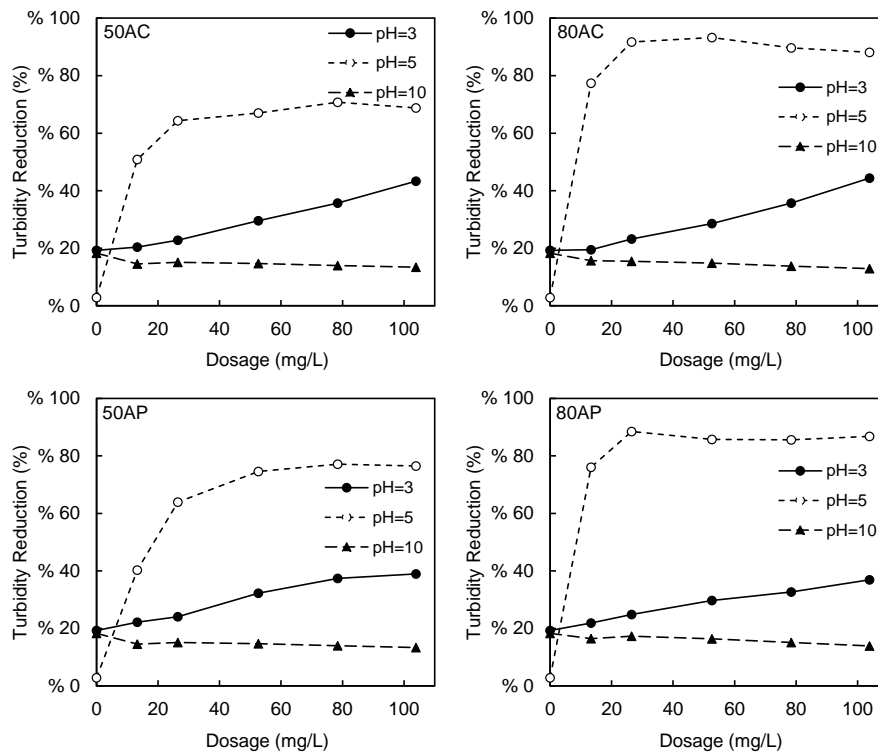 50AC
% 100
% 80
% 60
% 40
% 20
% 0
Turbidity Reduction (%)
pH=3
pH=5
pH=10
0 20 40 60 80 100
Dosage (mg/L)
80AC
% 100
% 80
% 60
% 40
% 20
% 0
Turbidity Reduction (%)
pH=3
pH=5
pH=10
0 20 40 60 80 100
Dosage (mg/L)
50AP
% 100
% 80
% 60
% 40
% 20
% 0
Turbidity Reduction (%)
pH=3
pH=5
pH=10
0 20 40 60 80 100
Dosage (mg/L)
80AP
% 100
% 80
% 60
% 40
% 20
% 0
Turbidity Reduction (%)
pH=3
pH=5
pH=10
0 20 40 60 80 100
Dosage (mg/L)